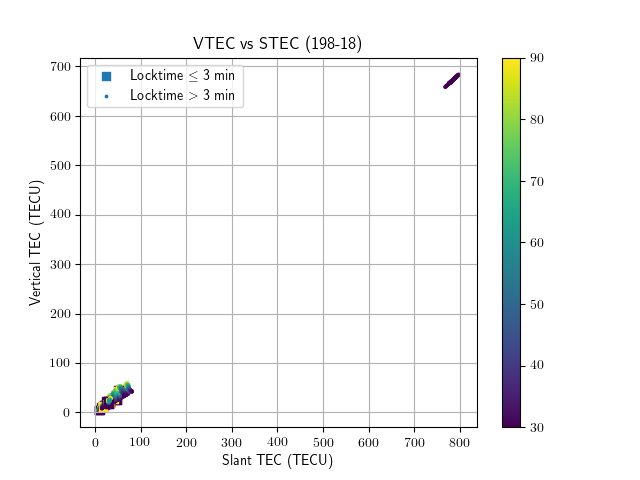 VTEC vs STEC (198-18)
Locktime ≤ 3 min
Locktime > 3 min
Vertical TEC (TECU)
700
600
500
400
300
200
100
0
0 100 200 300 400 500 600 700 800
Slant TEC (TECU)
90
80
70
60
50
40
30